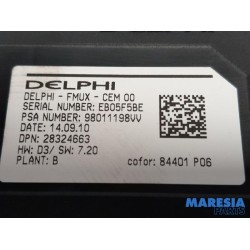 DELPHI
DELPHI - FMUX - CEM 00
SERIAL NUMBER: EB05F5BE
PSA NUMBER: 98011198VV
DATE: 14.09.10
DPN: 28324663
HW: D3/ SW: 7.20
PLANT: B
cofor: 84401 P06
MARESIA
PARTS